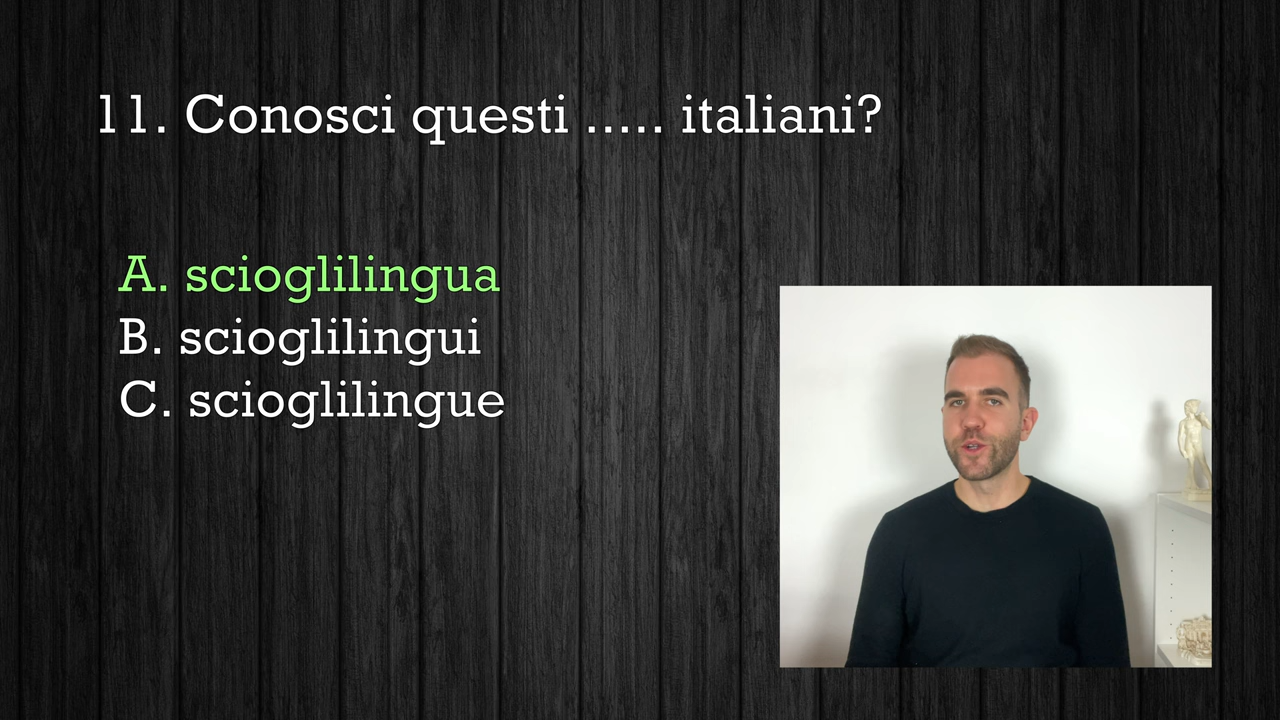 11. Conosci questi ..... italiani?
A. scioglilingua
B. scioglilingui
C. scioglilingue